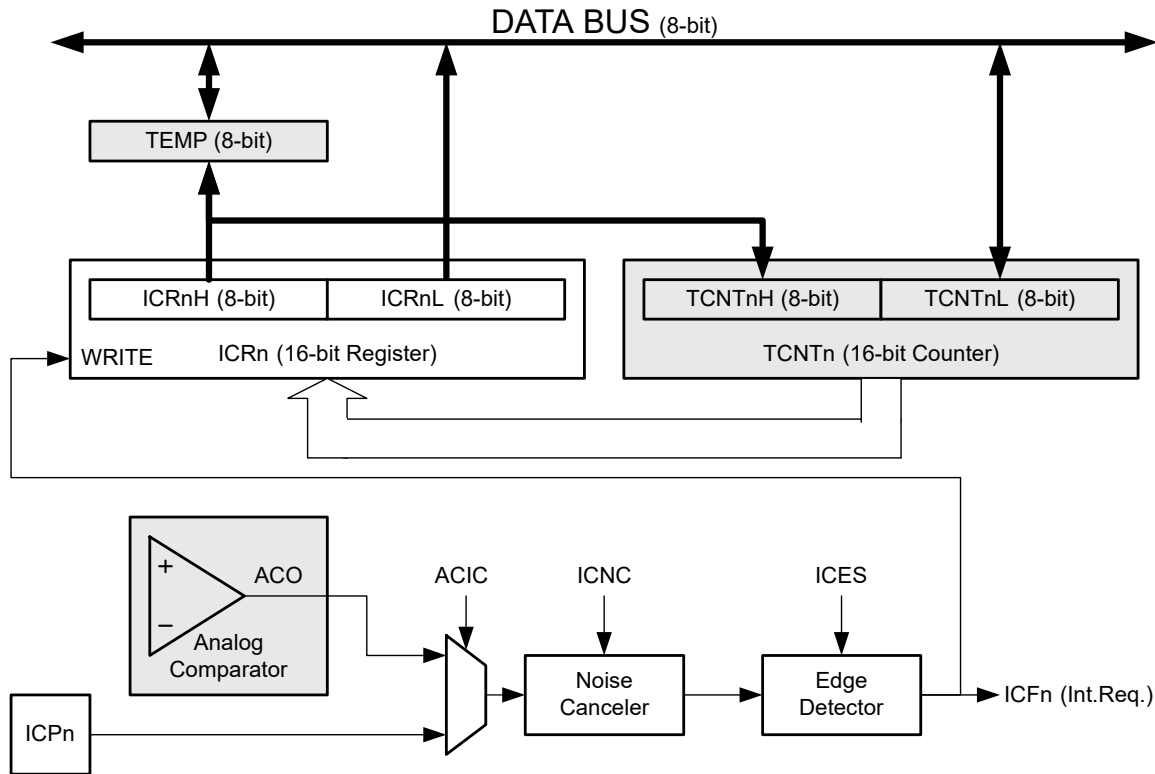 DATA BUS (8-bit)
TEMP (8-bit)
ICRnH (8-bit) ICRnL (8-bit) TCNTnH (8-bit) TCNTnL (8-bit)
WRITE ICRn (16-bit Register) TCNTn (16-bit Counter)
+
ACO ACIC ICNC ICES
−
Analog
Comparator
Noise
Canceler
Edge
Detector
ICFn (Int.Req.)
ICPn